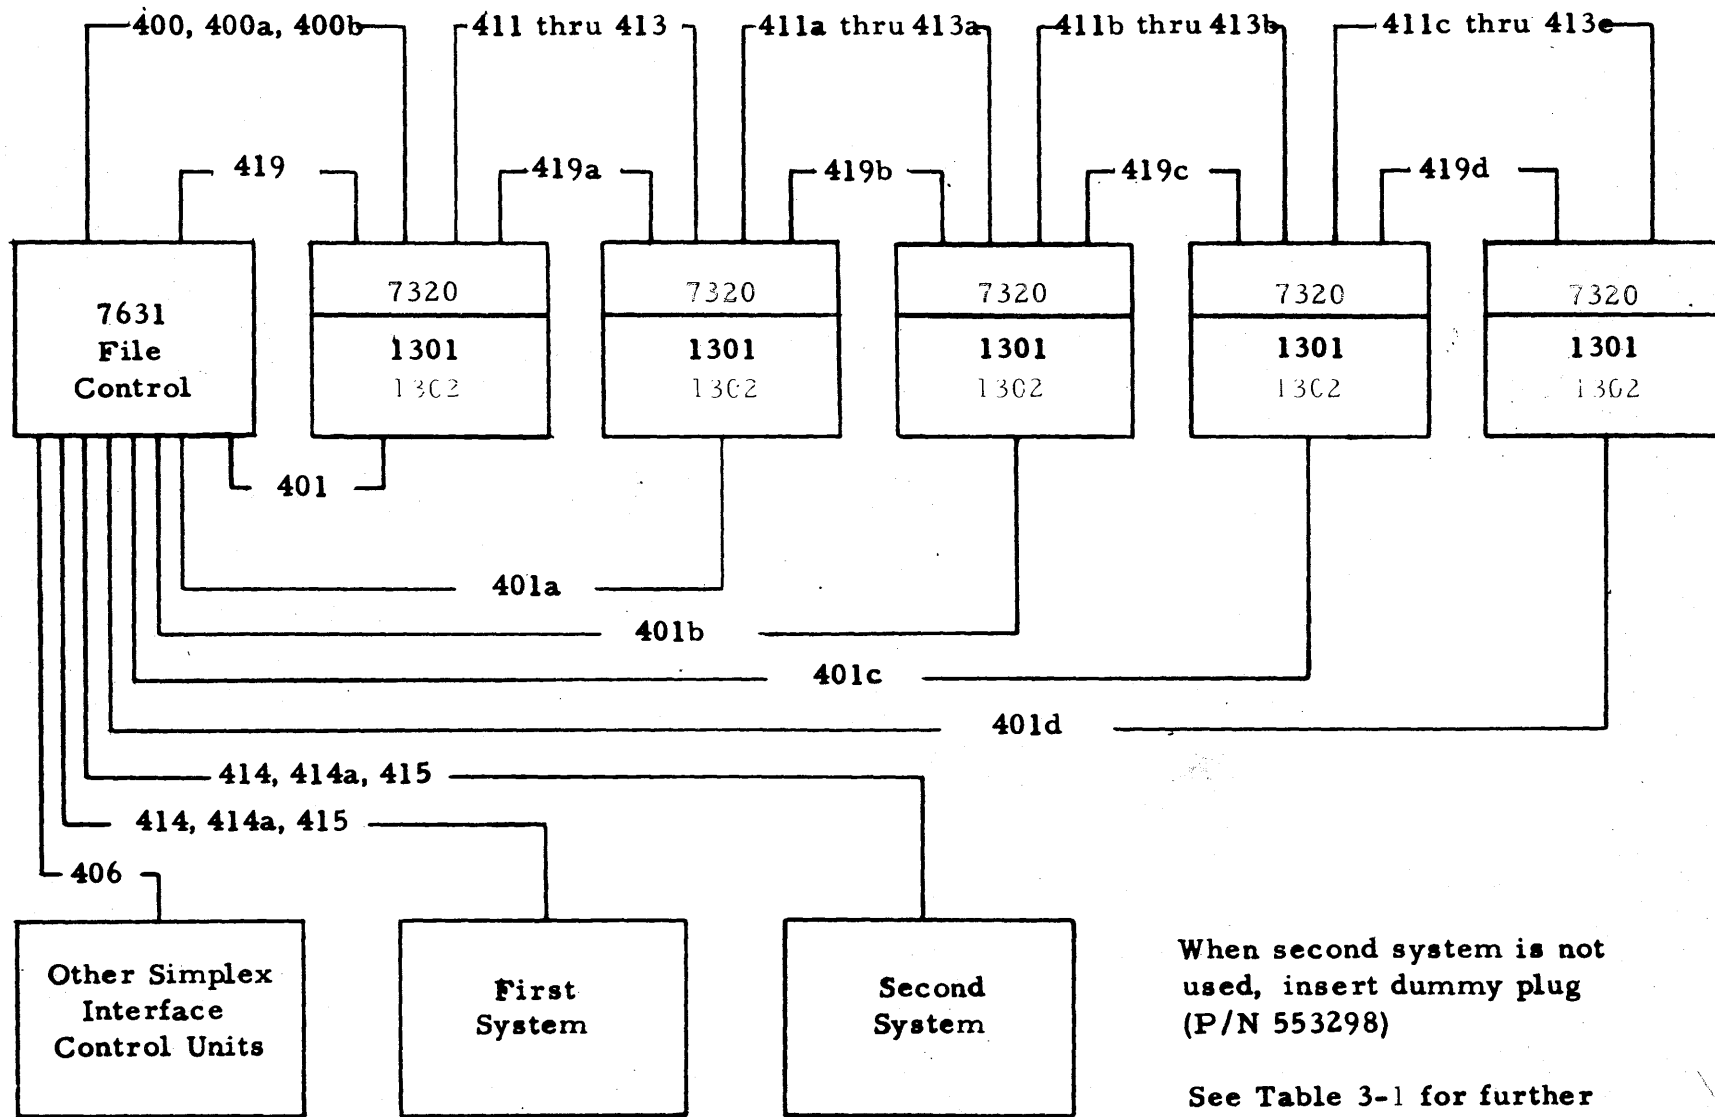 400, 400a, 400b
411 thru 413
411a thru 413a
411b thru 413b
411c thru 413e
419
419a
419b
419c
419d
7631
File
Control
7320
1301
1302
7320
1301
1302
7320
1301
1302
7320
1301
1302
7320
1301
1302
401
401a
401b
401c
401d
414, 414a, 415
414, 414a, 415
406
Other Simplex
Interface
Control Units
First
System
Second
System
When second system is not
used, insert dummy plug
(P/N 553298)
See Table 3-1 for further